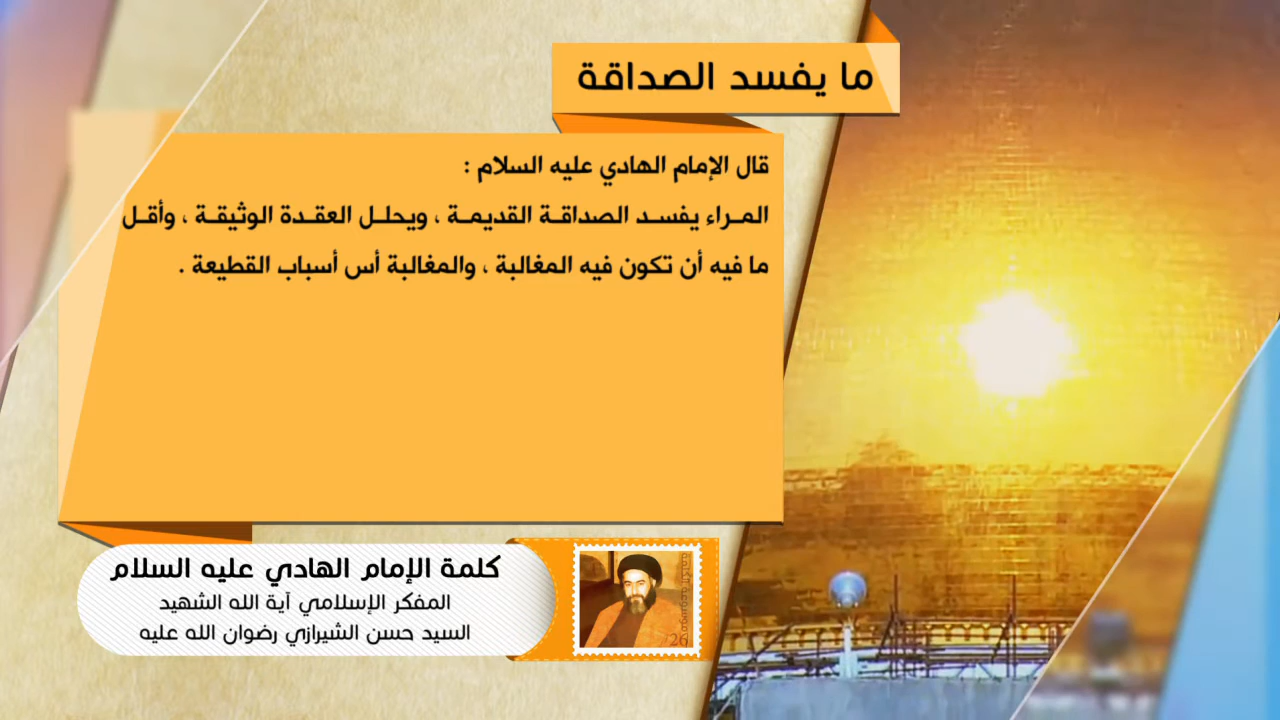 ما يفسد الصداقة
قال الإمام الهادي عليه السلام :
المـراء يفسـد الصداقـة القديمـة ، ويحلـل العقـدة الوثيقـة ، وأقـل
ما فيه أن تكون فيه المغالبة ، والمغالبة أس أسباب القطيعة .
كلمة الإمام الهادي عليه السلام
المفكر الإسلامي آية الله الشهيد
السيد حسن الشيرازي رضوان الله عليه
26